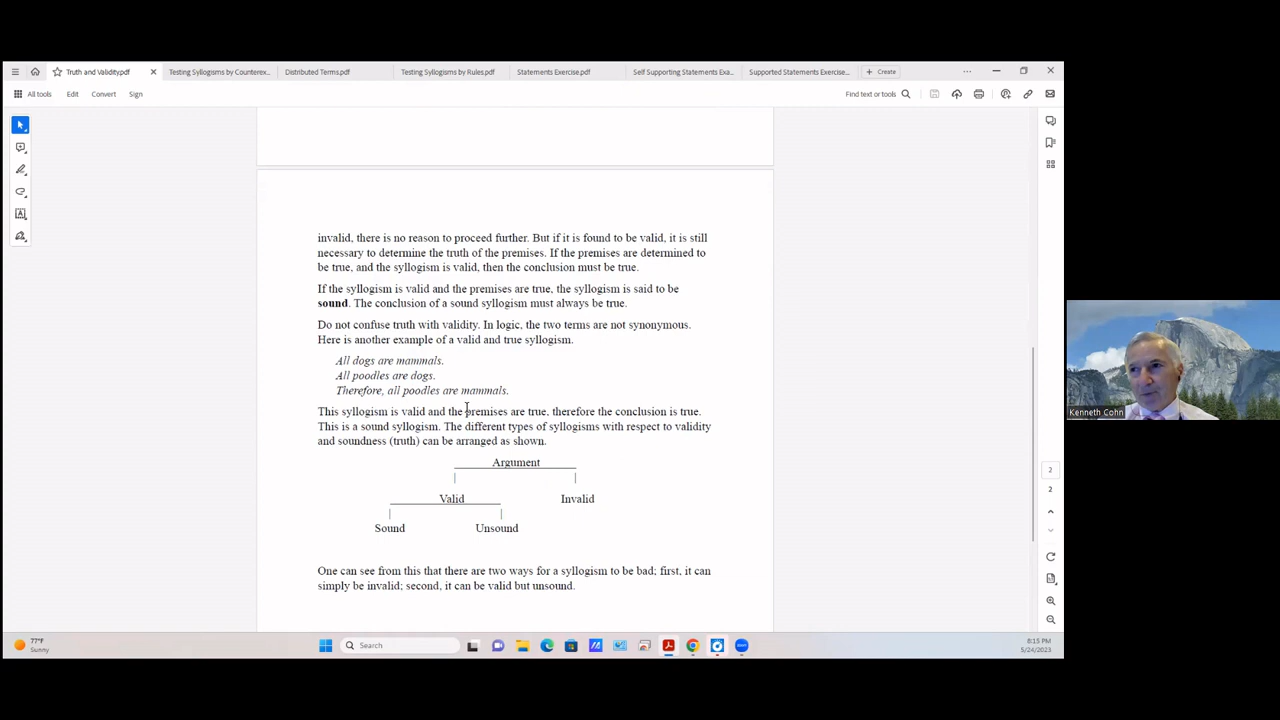 Truth and Validity.pdf
Testing Syllogisms by Counterex...
Distributed Terms.pdf
Testing Syllogisms by Rules.pdf
Statements Exercise.pdf
Self Supporting Statements Exa...
Supported Statements Exercise...
+ Create
All tools Edit Convert Sign
Find text or tools
invalid, there is no reason to proceed further. But if it is found to be valid, it is still
necessary to determine the truth of the premises. If the premises are determined to
be true, and the syllogism is valid, then the conclusion must be true.
If the syllogism is valid and the premises are true, the syllogism is said to be
sound. The conclusion of a sound syllogism must always be true.
Do not confuse truth with validity. In logic, the two terms are not synonymous.
Here is another example of a valid and true syllogism.
All dogs are mammals.
All poodles are dogs.
Therefore, all poodles are mammals.
This syllogism is valid and the premises are true, therefore the conclusion is true.
This is a sound syllogism. The different types of syllogisms with respect to validity
and soundness (truth) can be arranged as shown.
Argument
Valid Invalid
Sound Unsound
One can see from this that there are two ways for a syllogism to be bad; first, it can
simply be invalid; second, it can be valid but unsound.
2
2
Kenneth Cohn
77°F
Sunny
Search
6:15 PM
5/24/2023